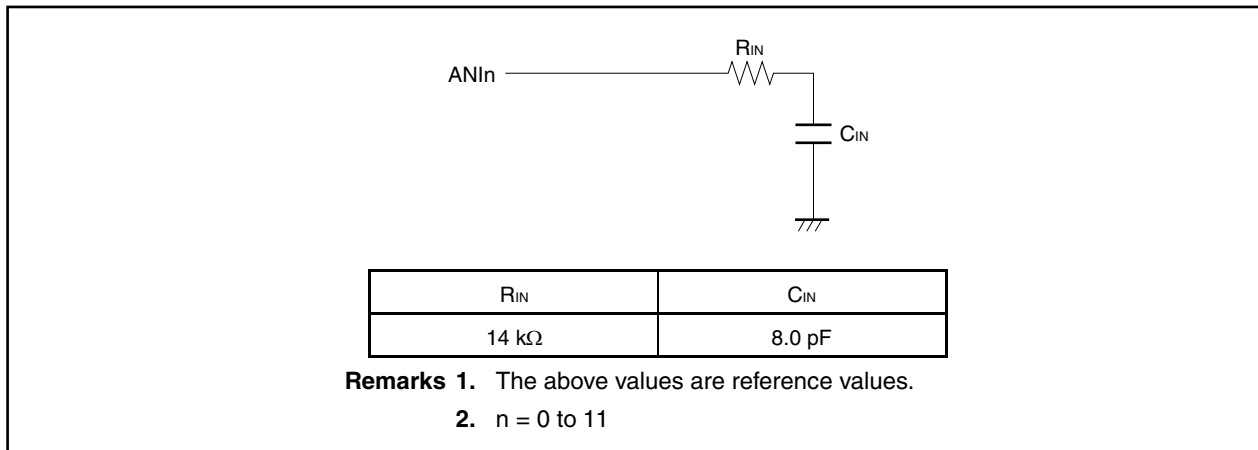 RIN
ANIn
CIN
RIN CIN
14 kΩ 8.0 pF
Remarks 1. The above values are reference values.
2. n = 0 to 11